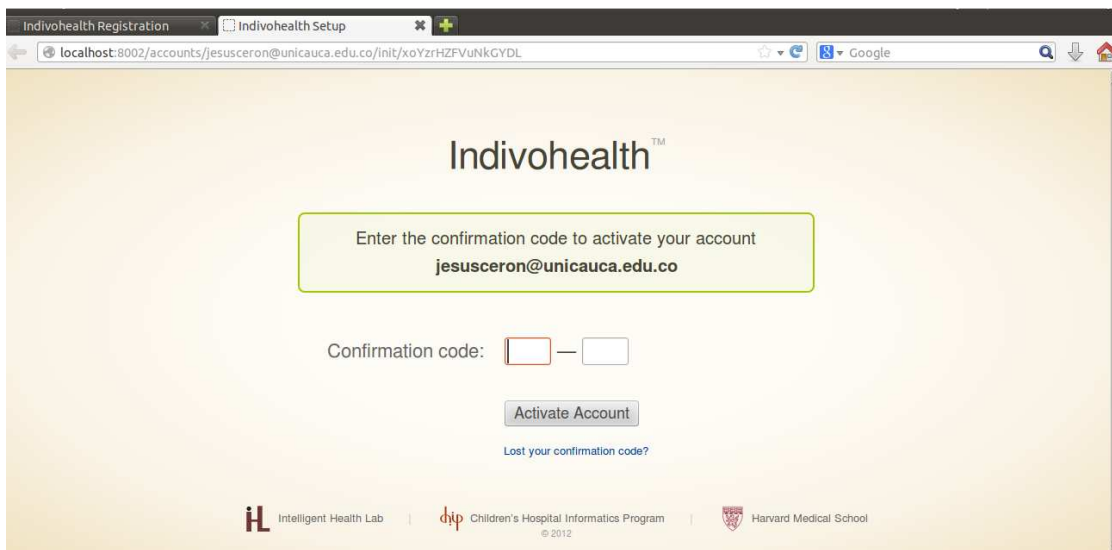 Indivohealth Registration
Indivohealth Setup
localhost:8002/accounts/jesusceron@unicauca.edu.co/init/xoYzrHZFVuNkGYDL
Google
Indivohealth™
Enter the confirmation code to activate your account
jesusceron@unicauca.edu.co
Confirmation code: —
Activate Account
Lost your confirmation code?
iHL Intelligent Health Lab | chip Children's Hospital Informatics Program | Harvard Medical School
© 2012